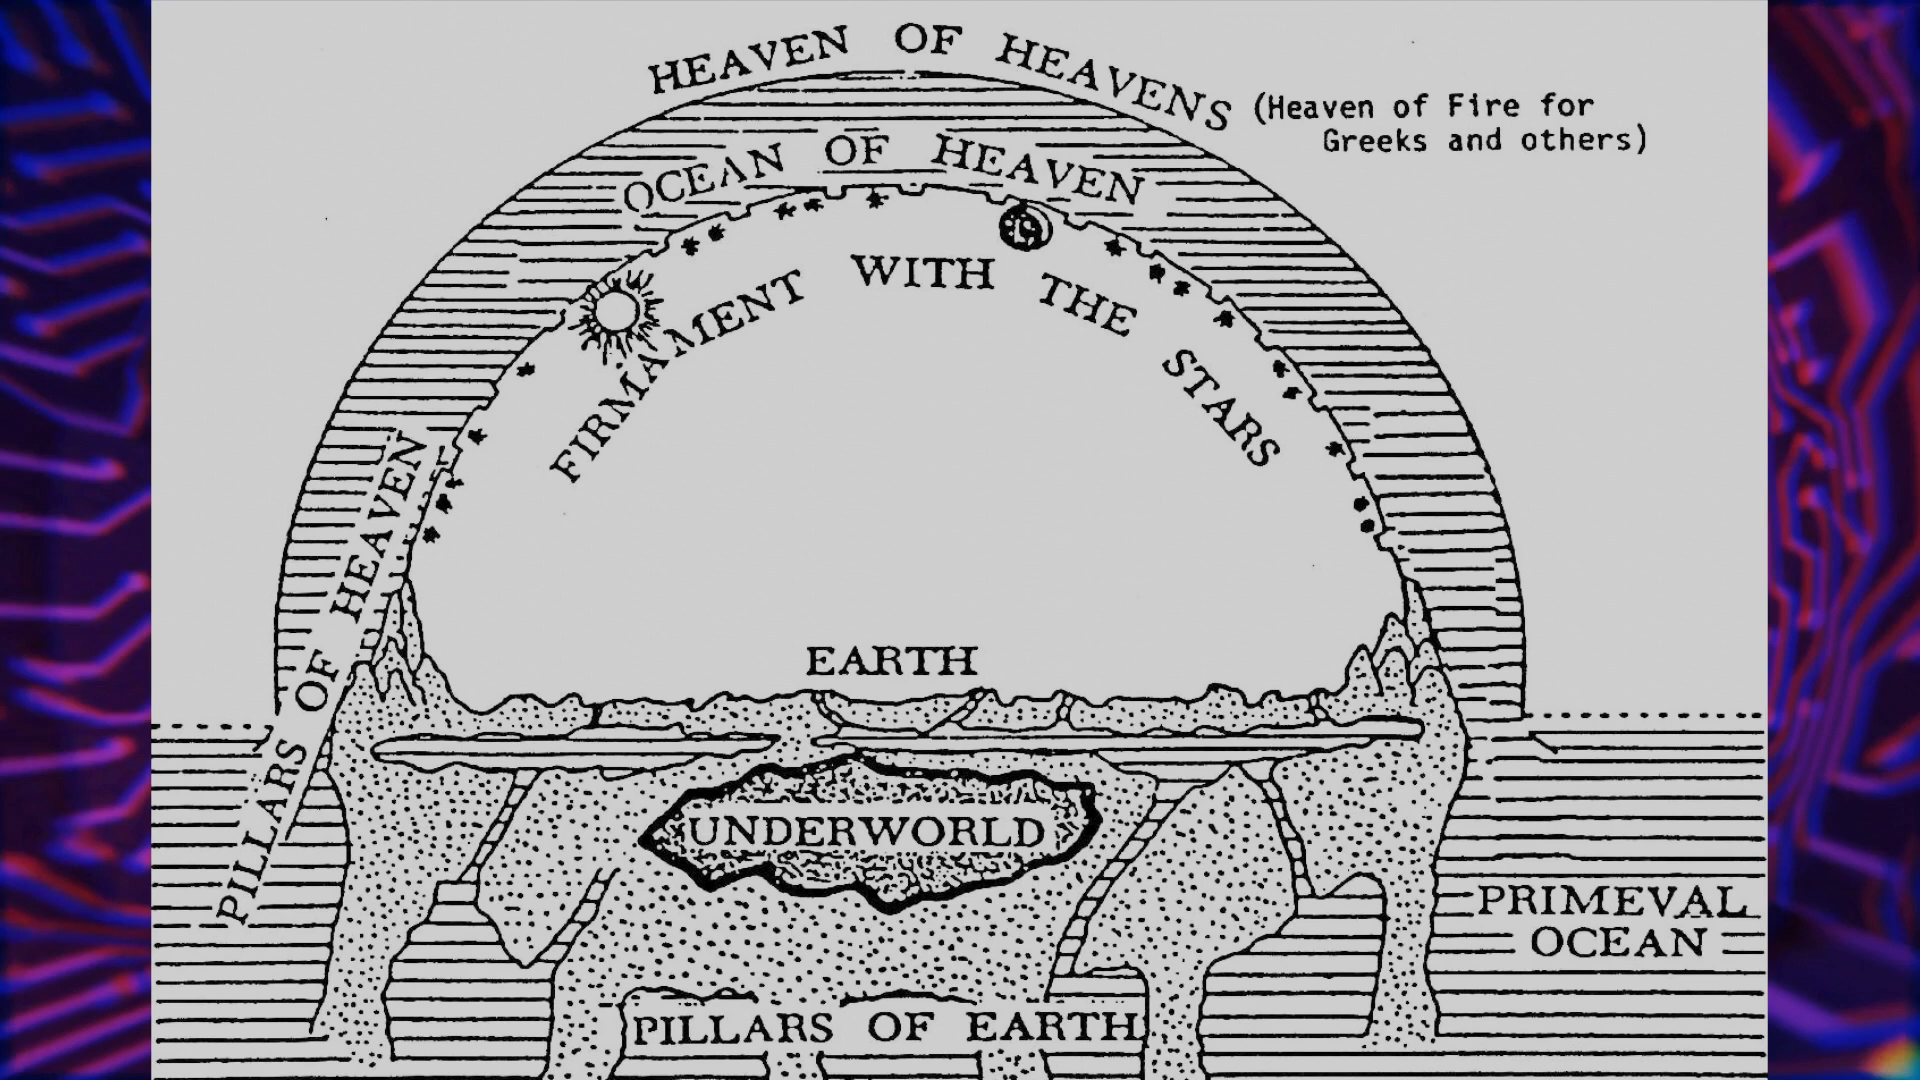 HEAVEN OF HEAVENS
(Heaven of Fire for
Greeks and others)
OCEAN OF HEAVEN
FIRMAMENT WITH THE STARS
PILLARS OF HEAVEN
EARTH
UNDERWORLD
PRIMEVAL
OCEAN
PILLARS OF EARTH